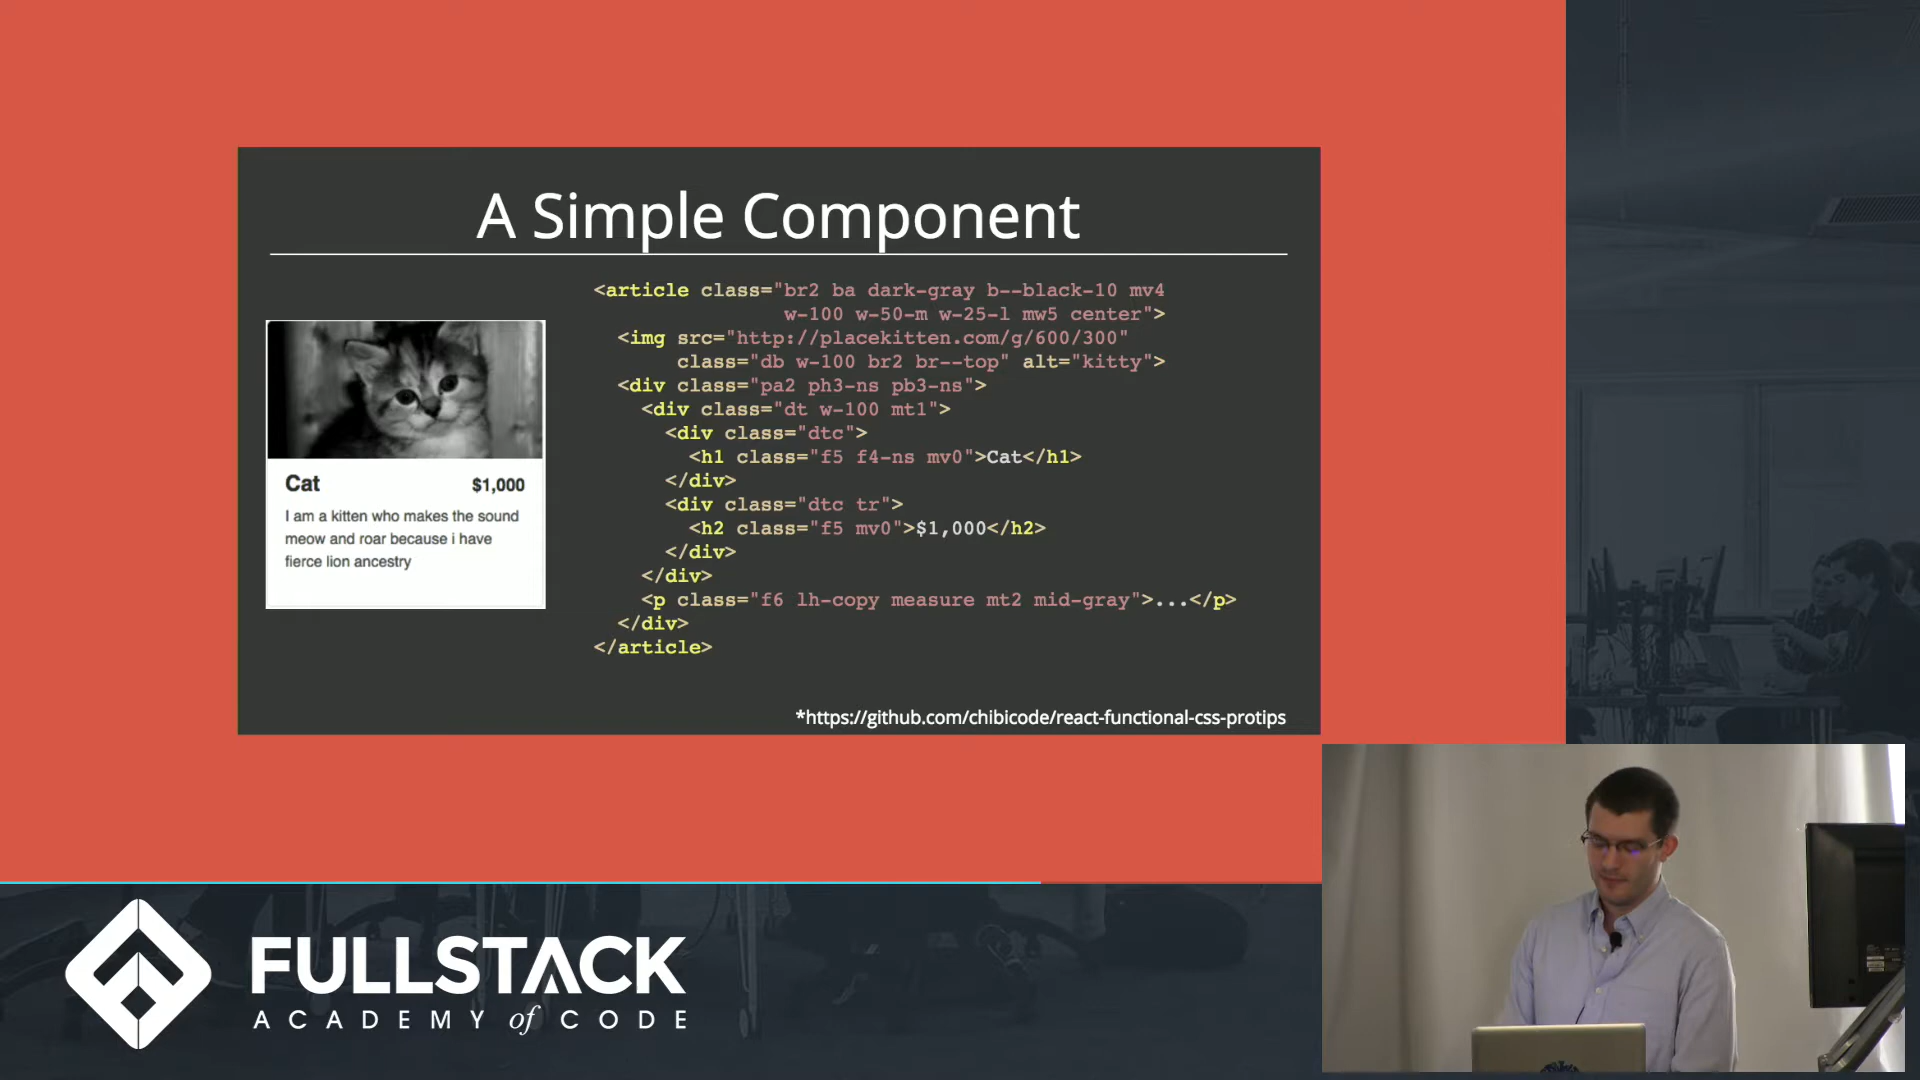 A Simple Component
<article class="br2 ba dark-gray b--black-10 mv4
w-100 w-50-m w-25-l mw5 center">
<img src="http://placekitten.com/g/600/300"
class="db w-100 br2 br--top" alt="kitty">
<div class="pa2 ph3-ns pb3-ns">
<div class="dt w-100 mt1">
<div class="dtc">
<h1 class="f5 f4-ns mv0">Cat</h1>
</div>
<div class="dtc tr">
<h2 class="f5 mv0">$1,000</h2>
</div>
</div>
<p class="f6 lh-copy measure mt2 mid-gray">...</p>
</div>
</article>
Cat $1,000
I am a kitten who makes the sound
meow and roar because i have
fierce lion ancestry
*https://github.com/chibicode/react-functional-css-protips
FULLSTACK
ACADEMY of CODE